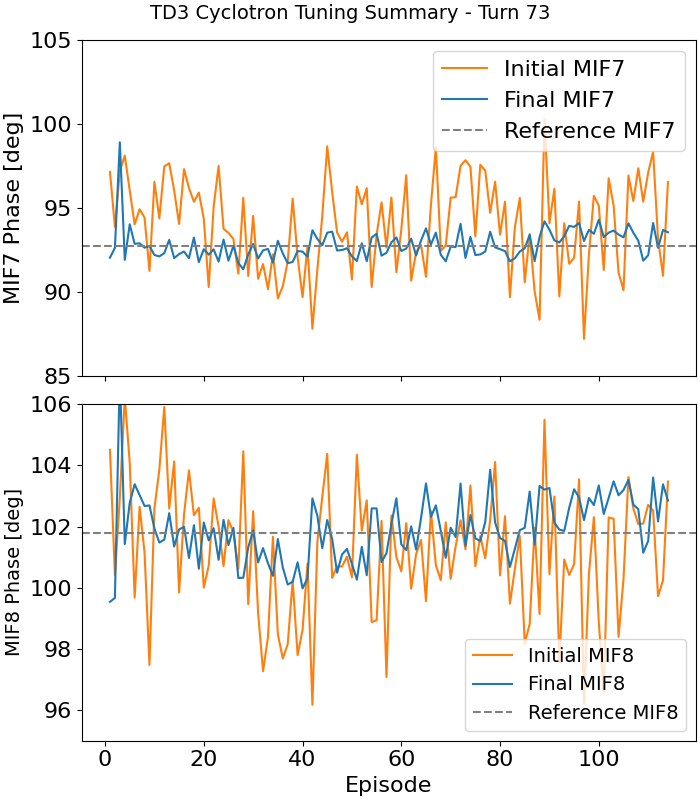 TD3 Cyclotron Tuning Summary - Turn 73
105
100
95
90
85
MIF7 Phase [deg]
Initial MIF7
Final MIF7
Reference MIF7
106
104
102
100
98
96
MIF8 Phase [deg]
Initial MIF8
Final MIF8
Reference MIF8
0 20 40 60 80 100
Episode